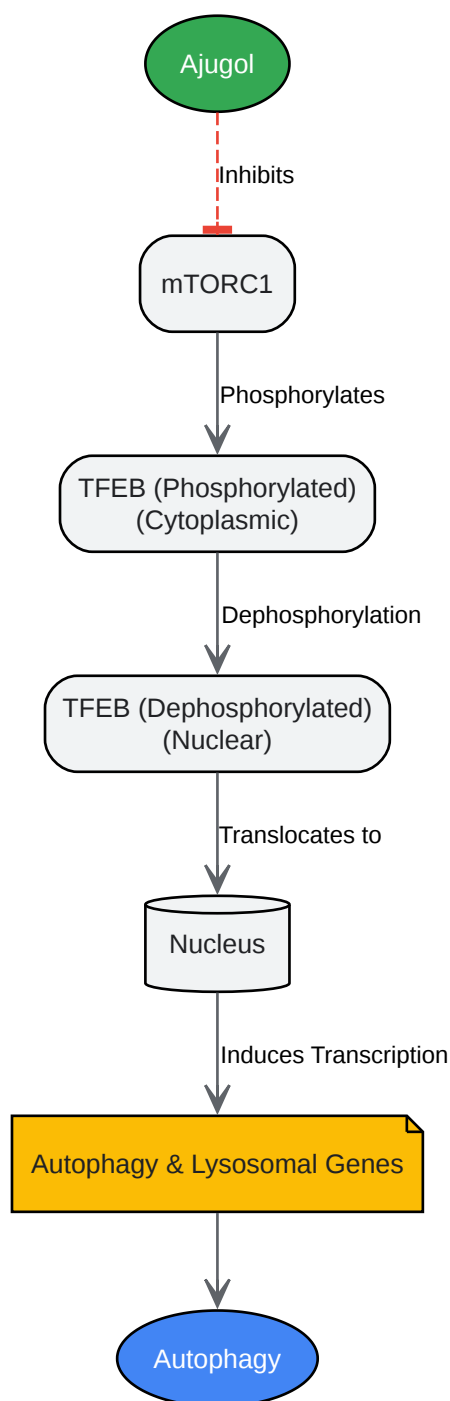 Ajugol
Inhibits
mTORC1
Phosphorylates
TFEB (Phosphorylated)
(Cytoplasmic)
Dephosphorylation
TFEB (Dephosphorylated)
(Nuclear)
Translocates to
Nucleus
Induces Transcription
Autophagy & Lysosomal Genes
Autophagy